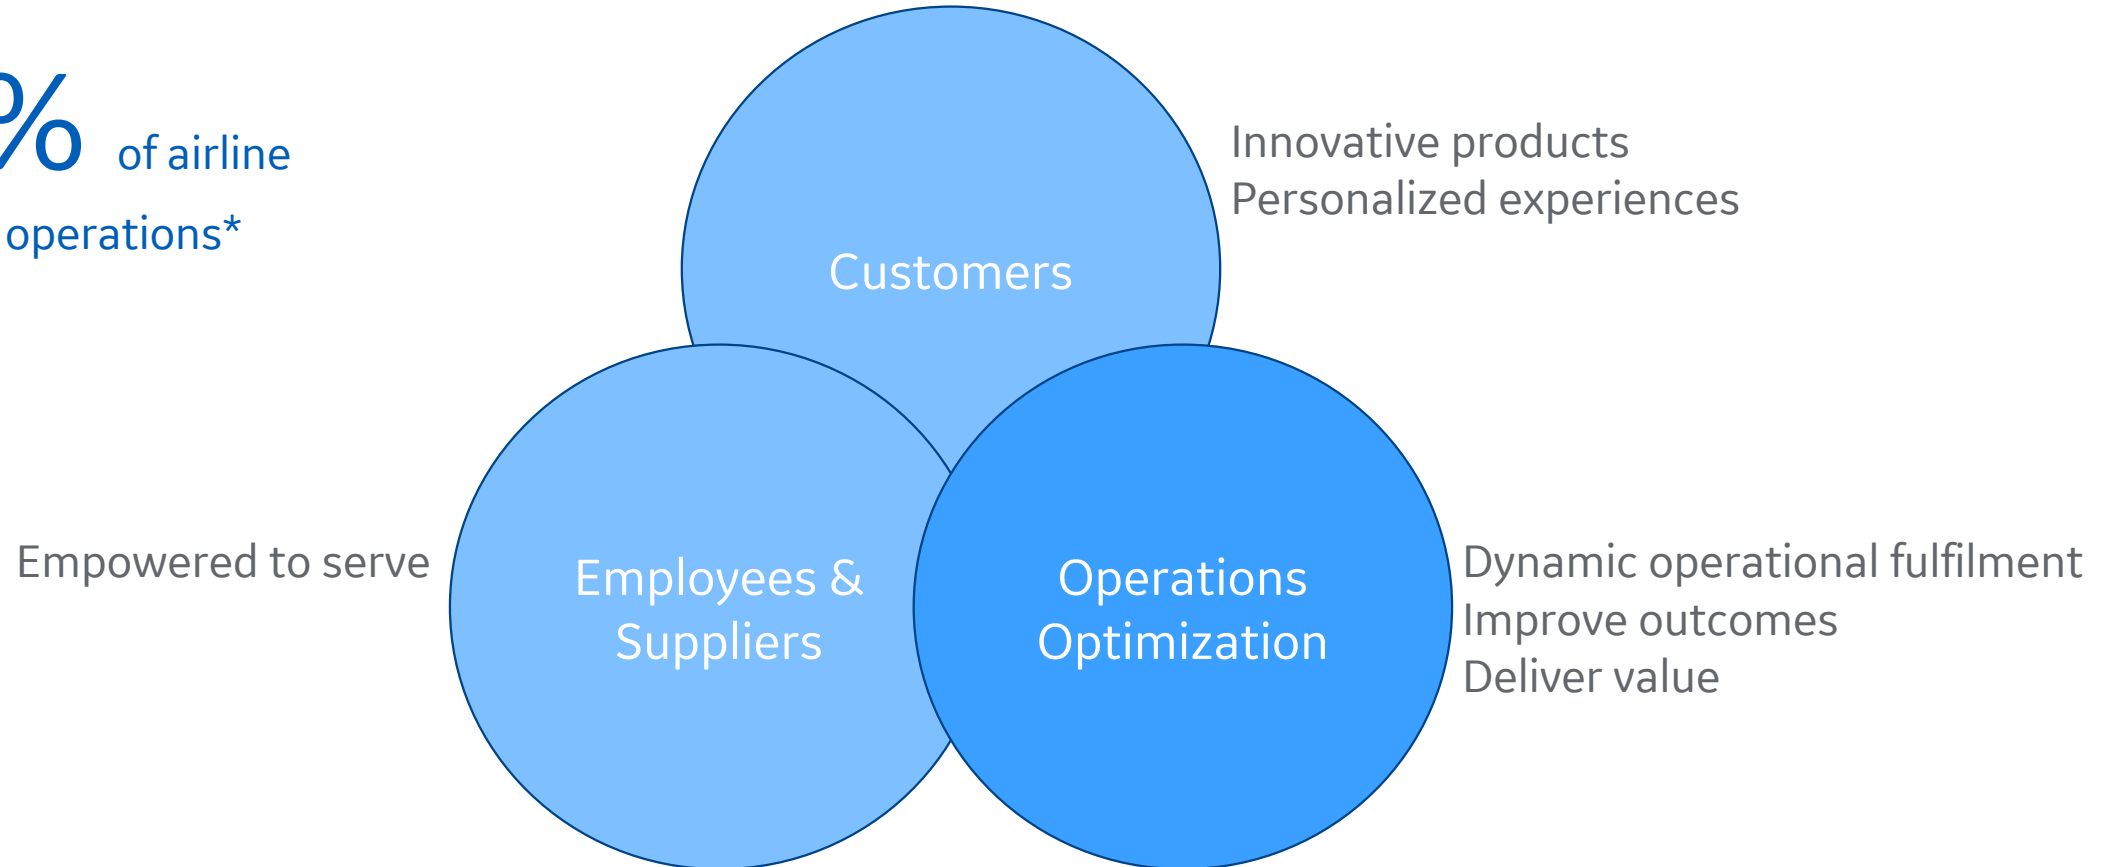 % of airline
operations*
Innovative products
Personalized experiences
Customers
Empowered to serve
Employees &
Suppliers
Operations
Optimization
Dynamic operational fulfilment
Improve outcomes
Deliver value